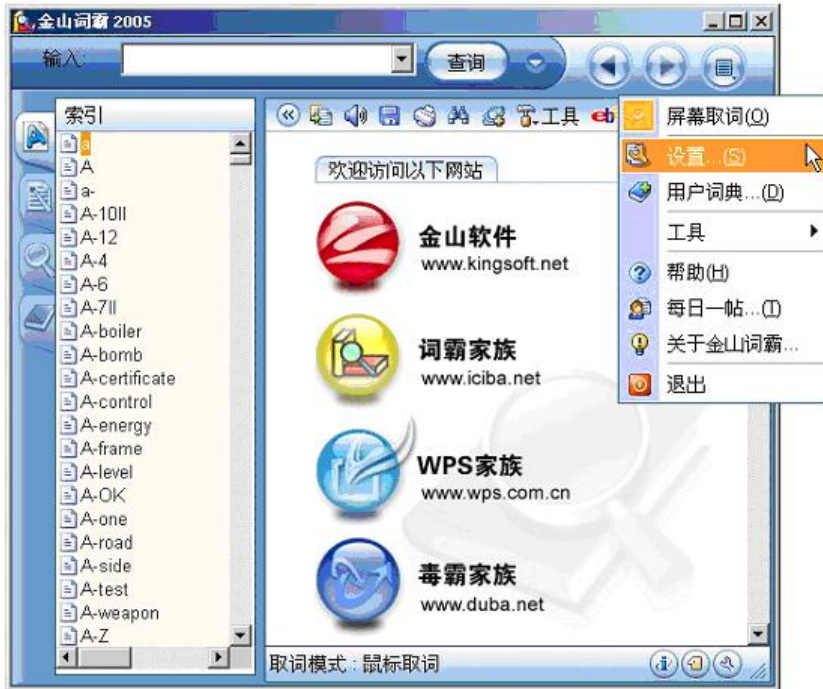 金山词霸 2005
输入:
查询
索引
a
A
a-
A-10II
A-12
A-4
A-6
A-7II
A-boiler
A-bomb
A-certificate
A-control
A-energy
A-frame
A-level
A-OK
A-one
A-road
A-side
A-test
A-weapon
A-Z
工具 eb
欢迎访问以下网站
金山软件
www.kingsoft.net
词霸家族
www.iciba.net
WPS家族
www.wps.com.cn
毒霸家族
www.duba.net
取词模式 : 鼠标取词
屏幕取词(O)
设置...(S)
用户词典...(D)
工具
帮助(H)
每日一帖...(T)
关于金山词霸...
退出